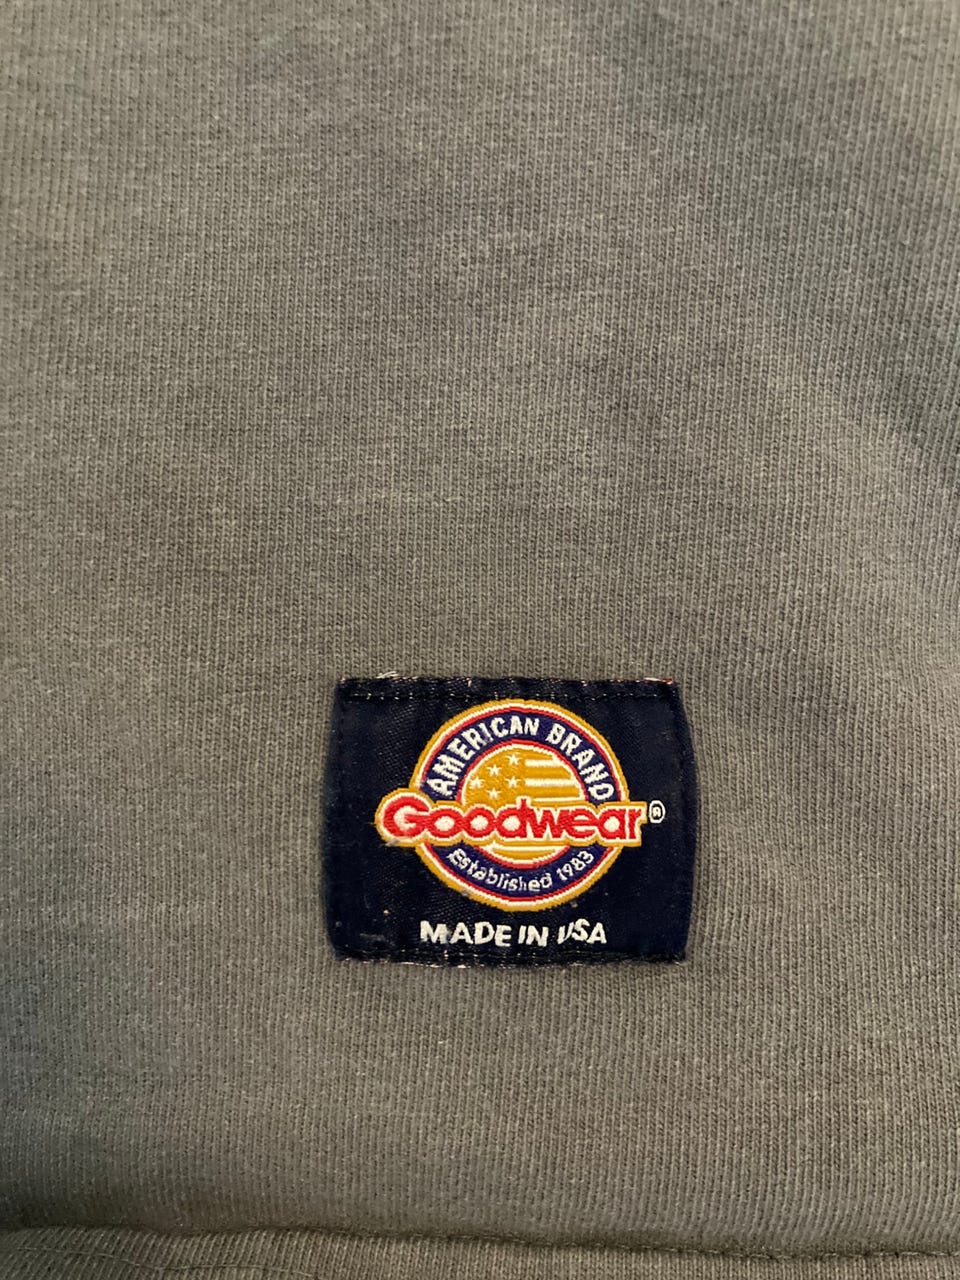 AMERICAN BRAND
Goodwear®
Established 1983
MADE IN USA